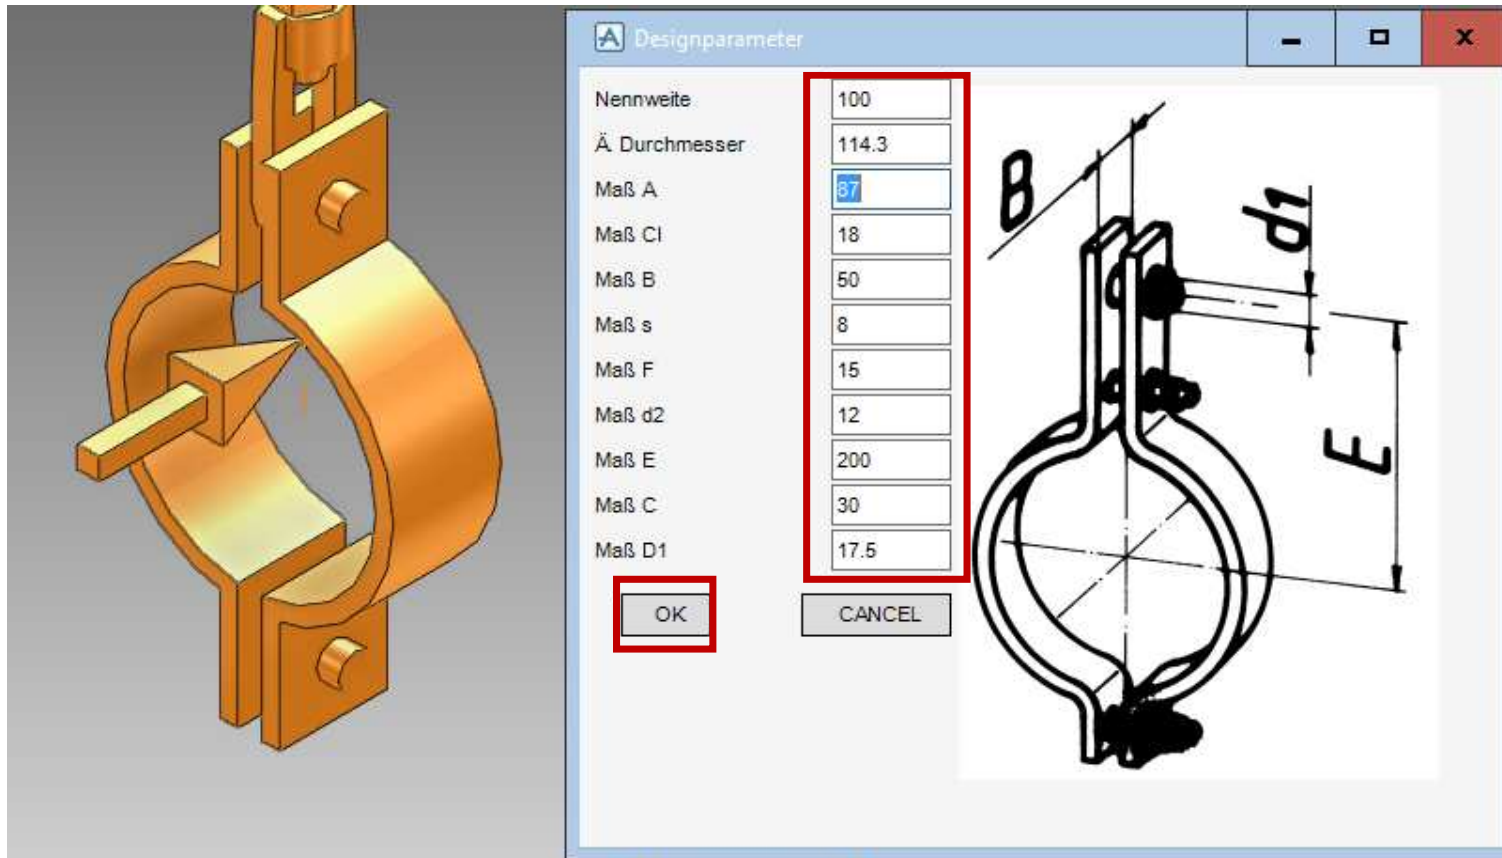 Designparameter
Nennweite 100
Ä. Durchmesser 114.3
Maß A 87
Maß Cl 18
Maß B 50
Maß s 8
Maß F 15
Maß d2 12
Maß E 200
Maß C 30
Maß D1 17.5
OK CANCEL
B
d1
E